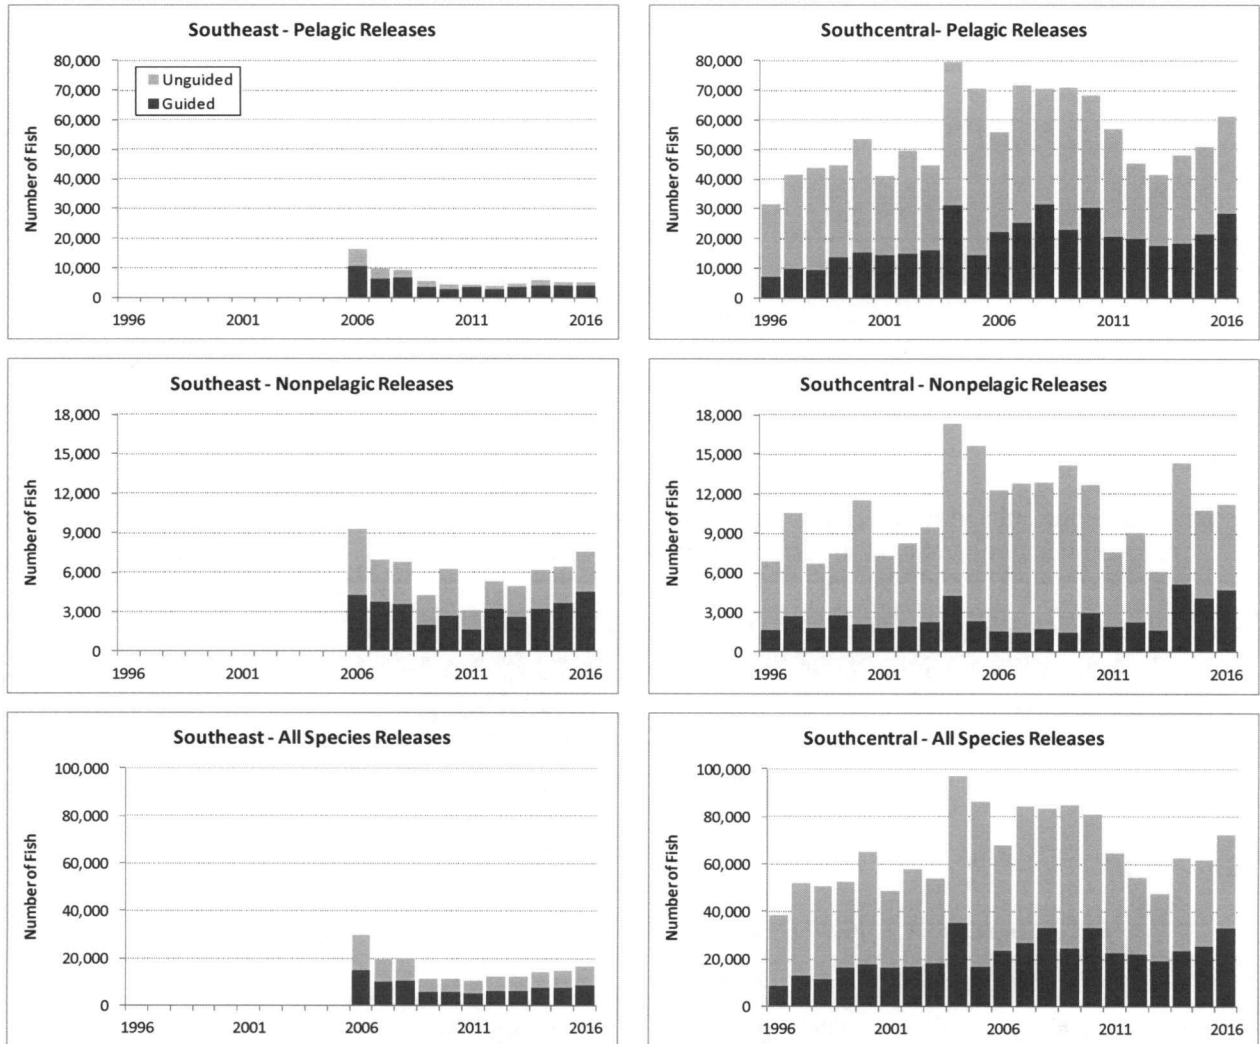 Southeast - Pelagic Releases
80,000
70,000
60,000
50,000
40,000
30,000
20,000
10,000
0
Number of Fish
Unguided
Guided
1996 2001 2006 2011 2016
Southcentral- Pelagic Releases
80,000
70,000
60,000
50,000
40,000
30,000
20,000
10,000
0
Number of Fish
1996 2001 2006 2011 2016
Southeast - Nonpelagic Releases
18,000
15,000
12,000
9,000
6,000
3,000
0
Number of Fish
1996 2001 2006 2011 2016
Southcentral - Nonpelagic Releases
18,000
15,000
12,000
9,000
6,000
3,000
0
Number of Fish
1996 2001 2006 2011 2016
Southeast - All Species Releases
100,000
80,000
60,000
40,000
20,000
0
Number of Fish
1996 2001 2006 2011 2016
Southcentral - All Species Releases
100,000
80,000
60,000
40,000
20,000
0
Number of Fish
1996 2001 2006 2011 2016